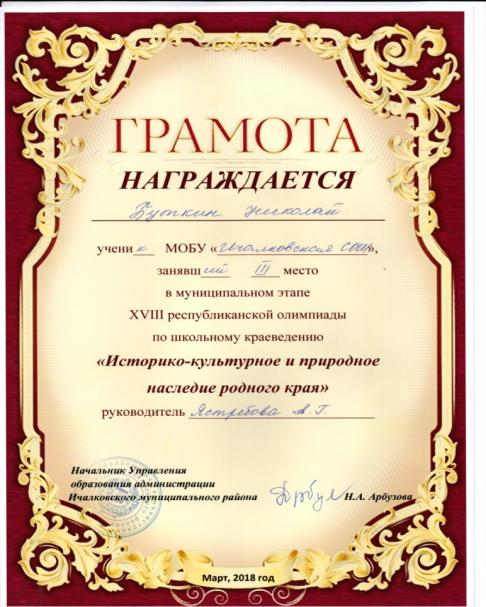 ГРАМОТА
НАГРАЖДАЕТСЯ
Бупкин Николай
ученик МОБУ «Ичалковская СОШ»,
занявший III место
в муниципальном этапе
XVIII республиканской олимпиады
по школьному краеведению
«Историко-культурное и природное
наследие родного края»
руководитель Ястребова А.Г.
Начальник Управления
образования администрации
Ичалковского муниципального района Н.А. Арбузова
Март, 2018 год